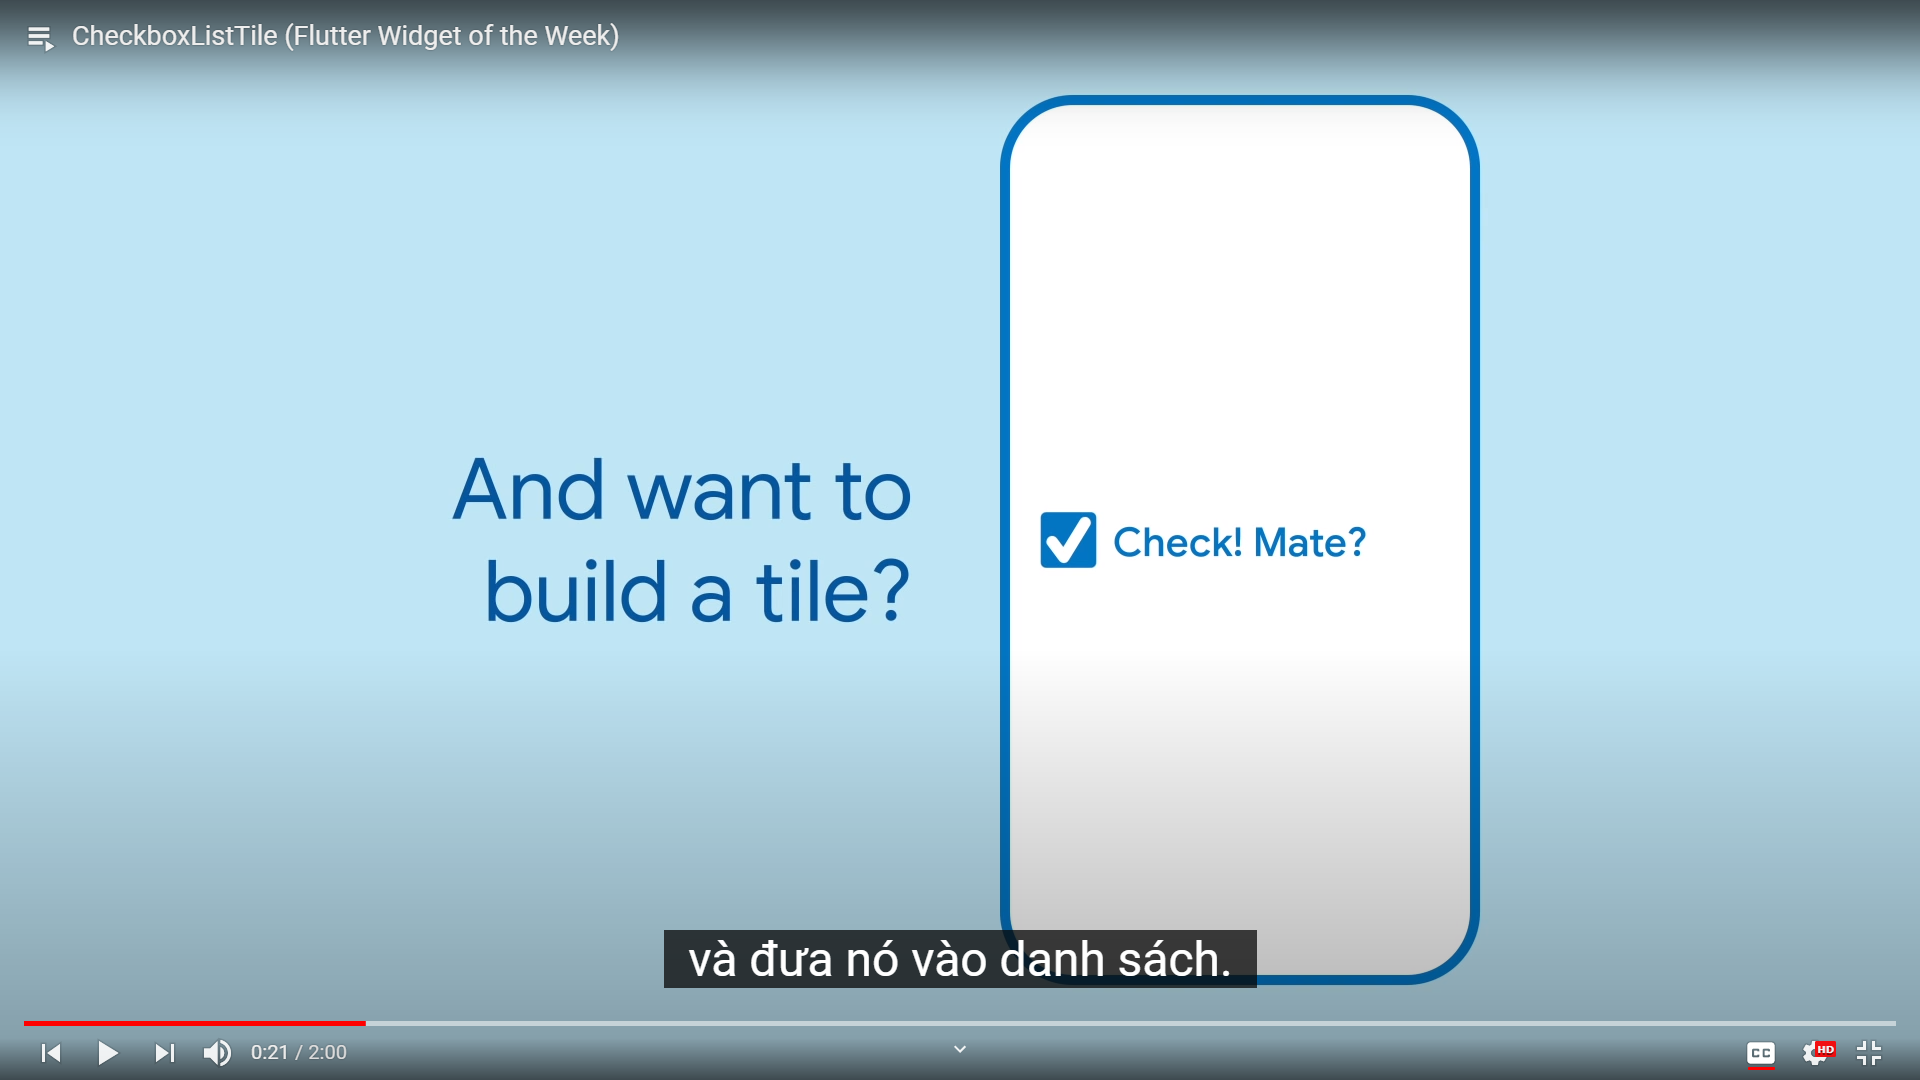 CheckboxListTile (Flutter Widget of the Week)
And want to
build a tile?
Check! Mate?
và đưa nó vào danh sách.
0:21 / 2:00
CC
HD